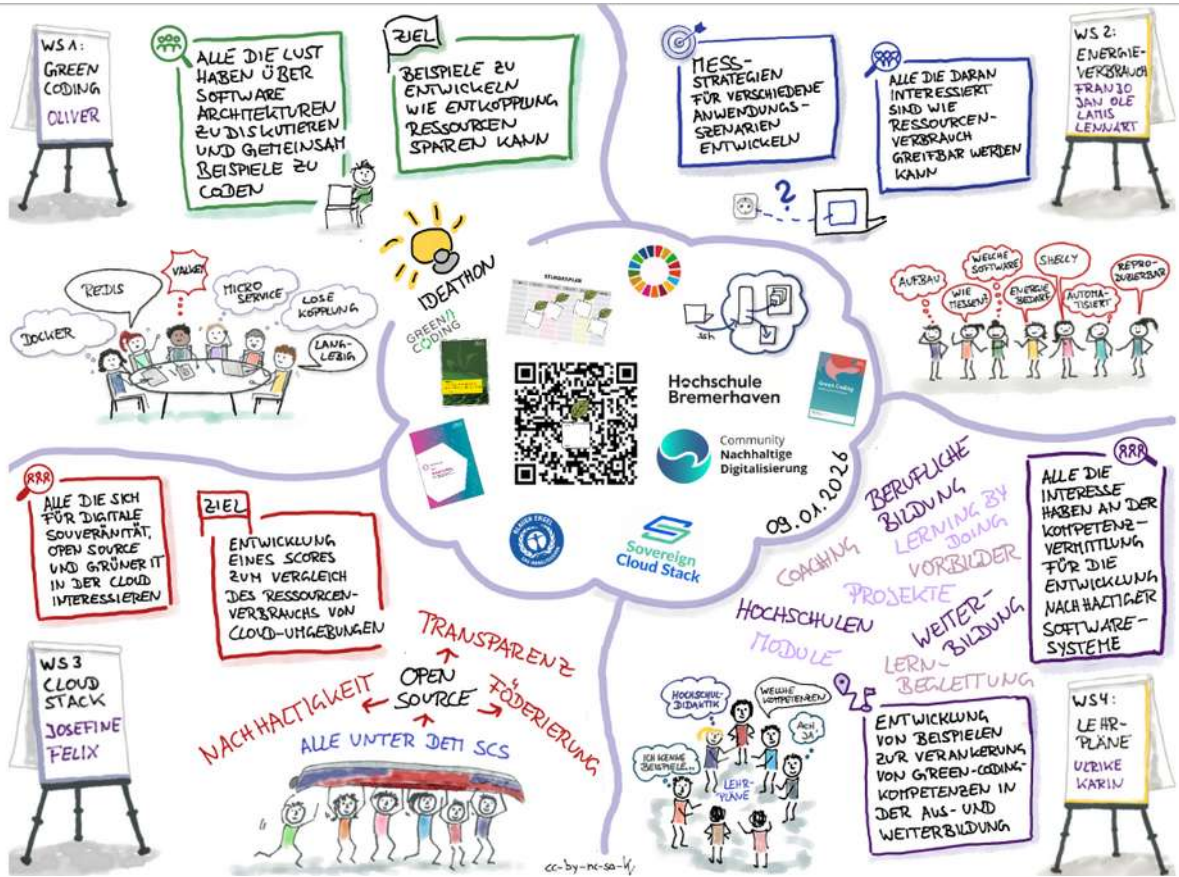 WS 1:
GREEN
CODING
OLIVER
ALLE DIE LUST
HABEN ÜBER
SOFTWARE
ARCHITEKTUREN
ZU DISKUTIEREN
UND GEMEINSAM
BEISPIELE ZU
CODEN
ZIEL
BEISPIELE ZU
ENTWICKELN
WIE ENTKOPPLUNG
RESSOURCEN
SPAREN KANN
MESS-
STRATEGIEN
FÜR VERSCHIEDENE
ANWENDUNGS-
SZENARIEN
ENTWICKELN
ALLE DIE DARAN
INTERESSIERT
SIND WIE
RESSOURCEN-
VERBRAUCH
GREIFBAR WERDEN
KANN
WS 2:
ENERGIE-
VERBRAUCH
JAN OLE
LAMIS
LENNART
?
DOCKER
REDIS
VALKEY
MICRO
SERVICE
LOSE
KOPPLUNG
LANG-
LEBIG
IDEATHON
GREEN
CODING
STUNDENPLAN
ssh
Hochschule
Bremerhaven
Green Coding
Community
Nachhaltige
Digitalisierung
BLAUER ENGEL
Sovereign
Cloud Stack
09.01.2026
AUFBAU
WIE
MESSEN?
WELCHE
SOFTWARE?
ENERGIE
BEDARF
SHELLY
AUTOMA-
TISIERT
REPRO-
DUZIERBAR
ALLE DIE SICH
FÜR DIGITALE
SOUVERÄNITÄT,
OPEN SOURCE
UND GRÜNER IT
IN DER CLOUD
INTERESSIEREN
ZIEL
ENTWICKLUNG
EINES SCORES
ZUM VERGLEICH
DES RESSOURCEN-
VERBRAUCHS VON
CLOUD-UMGEBUNGEN
WS 3
CLOUD
STACK
JOSEFINE
FELIX
TRANSPARENZ
NACHHALTIGKEIT
OPEN
SOURCE
FÖDERIERUNG
ALLE UNTER DEM SCS
BERUFLICHE
BILDUNG
LERNING BY
DOING
COACHNG
VORBILDER
PROJEKTE
HOCHSCHULEN
WEITER-
BILDUNG
MODULE
LERN-
BEGLEITUNG
ALLE DIE
INTERESSE
HABEN AN DER
KOMPETENZ-
VERMITTLUNG
FÜR DIE
ENTWICKLUNG
NACHHALTIGER
SOFTWARE-
SYSTEME
HOCHSCHUL-
DIDAKTIK
WELCHE
KOMPETENZEN
ACH
JA
ICH KENNE
BEISPIELE..
LEHR-
PLÄNE
ENTWICKLUNG
VON BEISPIELEN
ZUR VERANKERUNG
VON GREEN-CODING-
KOMPETENZEN IN
DER AUS- UND
WEITERBILDUNG
WS4:
LEHR-
PLÄNE
ULRIKE
KARIN
cc-by-nc-sa-